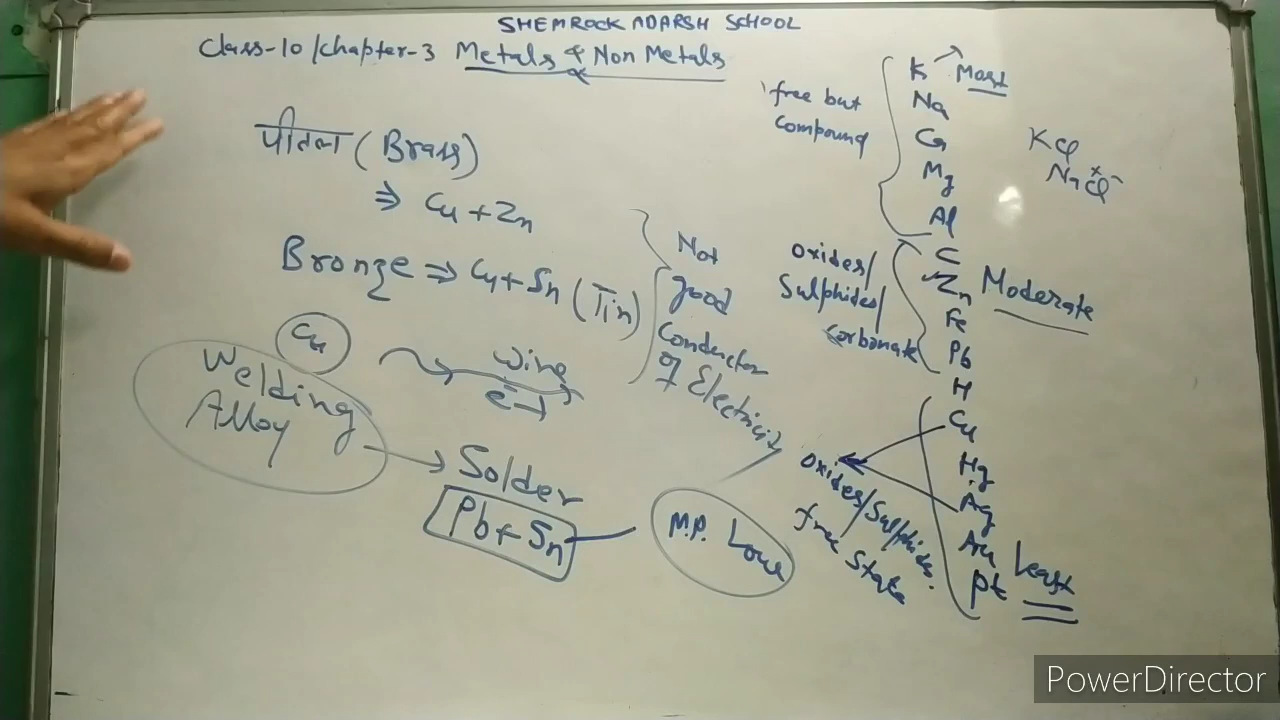 SHEMROCK ADARSH SCHOOL
Class-10/Chapter-3 Metals & Non Metals
पीतल (Brass)
⇒ Cu + Zn
Bronze ⇒ Cu + Sn (Tin)
Cu
wire
e⁻→
Not
good
Conductor
of Electricity
Welding
Alloy
→ Solder
Pb + Sn
M.P. Low
free but
compound
K → Most
Na
Ca
Mg
Al
KCl
Na⁺Cl⁻
C
Zn
Fe
Pb
Moderate
Oxides/
Sulphides/
Carbonate
H
Cu
Hg
Ag
Au
Pt
Least
Oxides/Sulphides.
free State
PowerDirector